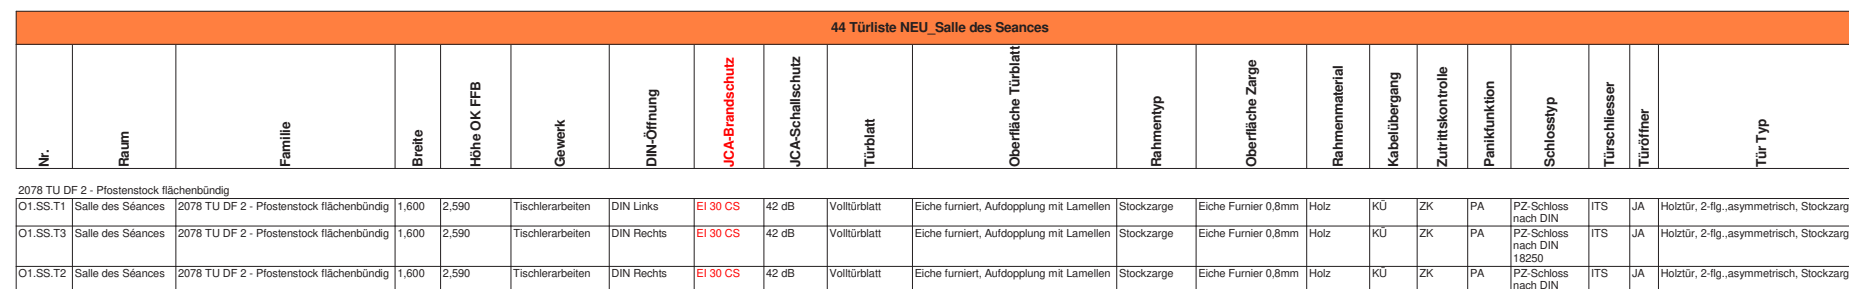 44 Türliste NEU_Salle des Seances
Nr. Raum Familie Breite Höhe OK FFB Gewerk DIN-Öffnung JCA-Brandschutz JCA-Schallschutz Türblatt Oberfläche Türblatt Rahmentyp Oberfläche Zarge Rahmenmaterial Kabelübergang Zutrittskontrolle Panikfunktion Schlosstyp Türschliesser Türöffner Tür Typ
2078 TU DF 2 - Pfostenstock flächenbündig
O1.SS.T1 Salle des Séances 2078 TU DF 2 - Pfostenstock flächenbündig 1,600 2,590 Tischlerarbeiten DIN Links EI 30 CS 42 dB Volltürblatt Eiche furniert, Aufdopplung mit Lamellen Stockzarge Eiche Furnier 0,8mm Holz KÜ ZK PA PZ-Schloss ITS JA Holztür, 2-flg.,asymmetrisch, Stockzarg
nach DIN
O1.SS.T3 Salle des Séances 2078 TU DF 2 - Pfostenstock flächenbündig 1,600 2,590 Tischlerarbeiten DIN Rechts EI 30 CS 42 dB Volltürblatt Eiche furniert, Aufdopplung mit Lamellen Stockzarge Eiche Furnier 0,8mm Holz KÜ ZK PA PZ-Schloss ITS JA Holztür, 2-flg.,asymmetrisch, Stockzarg
nach DIN
18250
O1.SS.T2 Salle des Séances 2078 TU DF 2 - Pfostenstock flächenbündig 1,600 2,590 Tischlerarbeiten DIN Rechts EI 30 CS 42 dB Volltürblatt Eiche furniert, Aufdopplung mit Lamellen Stockzarge Eiche Furnier 0,8mm Holz KÜ ZK PA PZ-Schloss ITS JA Holztür, 2-flg.,asymmetrisch, Stockzarg
nach DIN